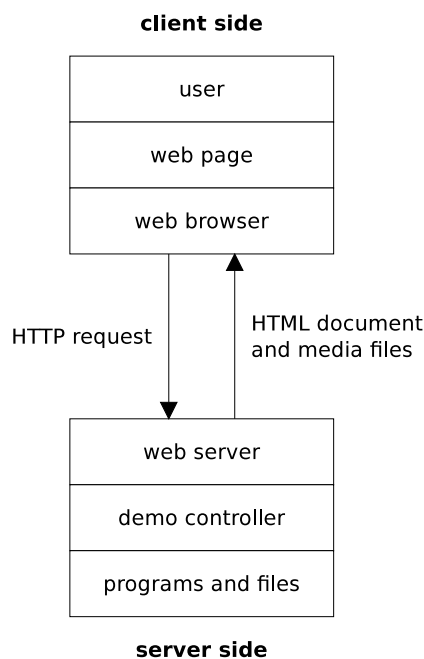 client side
user
web page
web browser
HTTP request
HTML document
and media files
web server
demo controller
programs and files
server side